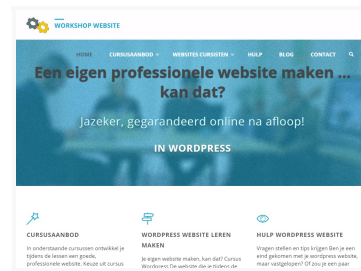 WORKSHOP WEBSITE
HOME CURSUSAANBOD WEBSITES CURSISTEN HULP BLOG CONTACT
Een eigen professionele website maken ...
kan dat?
Jazeker, gegarandeerd online na afloop!
IN WORDPRESS
CURSUSAANBOD
In onderstaande cursussen ontwikkel je
tijdens de lessen een goede,
professionele website. Keuze uit cursus
WORDPRESS WEBSITE LEREN
MAKEN
Je eigen website maken, kan dat? Cursus
Wordpress De website die je tijdens de
HULP WORDPRESS WEBSITE
Vragen stellen en tips krijgen Ben je een
eind gekomen met je wordpress website,
maar vastgelopen? Of zou je een paar